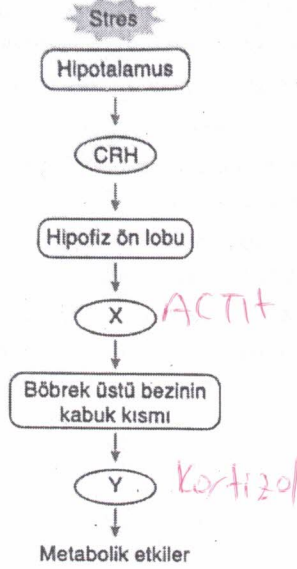 Stres
Hipotalamus
CRH
Hipofiz ön lobu
X ACTH
Böbrek üstü bezinin
kabuk kısmı
Y Kortizol
Metabolik etkiler